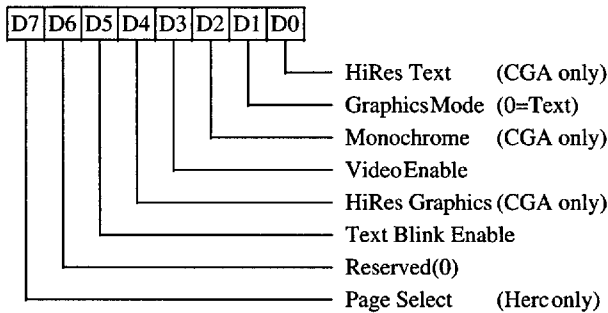 D7 D6 D5 D4 D3 D2 D1 D0
HiRes Text (CGA only)
GraphicsMode (0=Text)
Monochrome (CGA only)
VideoEnable
HiRes Graphics (CGA only)
Text Blink Enable
Reserved(0)
Page Select (Herc only)